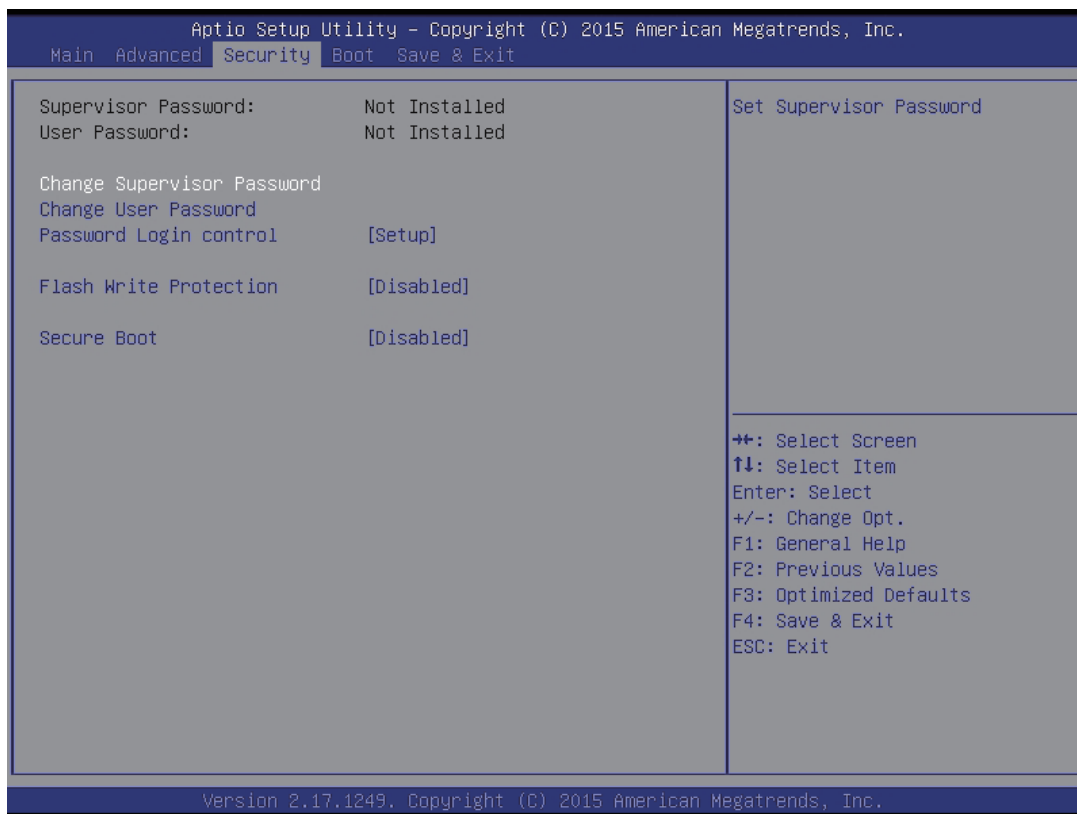 Aptio Setup Utility – Copyright (C) 2015 American Megatrends, Inc.
Main Advanced Security Boot Save & Exit
Supervisor Password: Not Installed
User Password: Not Installed
Change Supervisor Password
Change User Password
Password Login control [Setup]
Flash Write Protection [Disabled]
Secure Boot [Disabled]
Set Supervisor Password
→←: Select Screen
↑↓: Select Item
Enter: Select
+/-: Change Opt.
F1: General Help
F2: Previous Values
F3: Optimized Defaults
F4: Save & Exit
ESC: Exit
Version 2.17.1249. Copyright (C) 2015 American Megatrends, Inc.